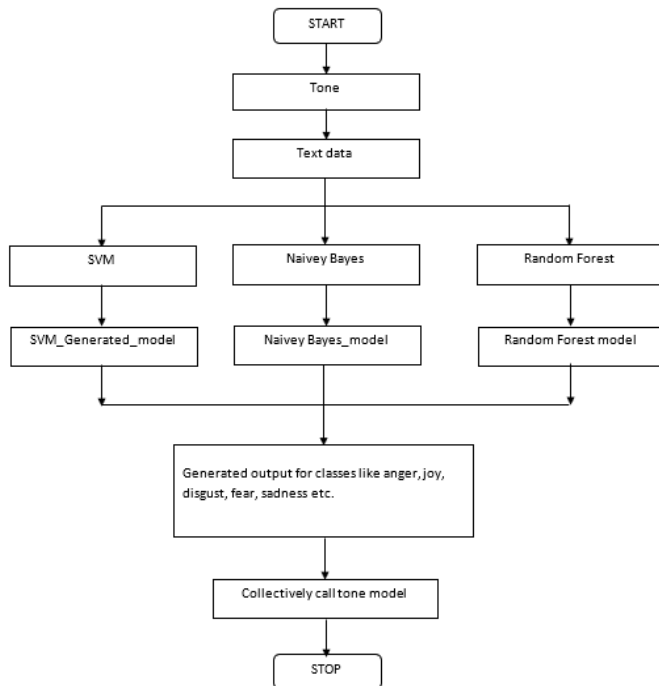 START
Tone
Text data
SVM
Naivey Bayes
Random Forest
SVM_Generated_model
Naivey Bayes_model
Random Forest model
Generated output for classes like anger, joy,
disgust, fear, sadness etc.
Collectively call tone model
STOP